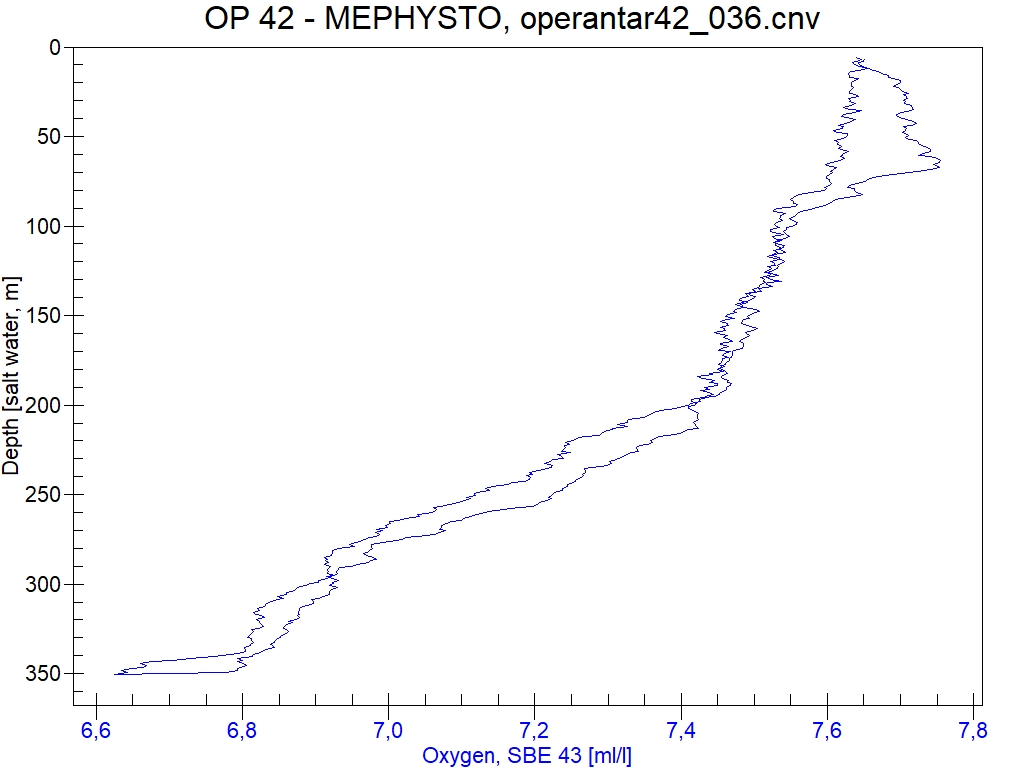 OP 42 - MEPHYSTO, operantar42_036.cnv
0
50
100
150
200
250
300
350
Depth [salt water, m]
6,6 6,8 7,0 7,2 7,4 7,6 7,8
Oxygen, SBE 43 [ml/l]